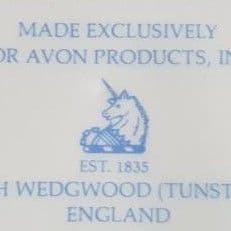 MADE EXCLUSIVELY
OR AVON PRODUCTS, IN
EST. 1835
H WEDGWOOD (TUNST
ENGLAND